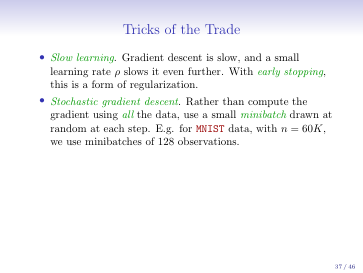 Tricks of the Trade
• Slow learning. Gradient descent is slow, and a small
learning rate ρ slows it even further. With early stopping,
this is a form of regularization.
• Stochastic gradient descent. Rather than compute the
gradient using all the data, use a small minibatch drawn at
random at each step. E.g. for MNIST data, with n = 60K,
we use minibatches of 128 observations.
37 / 46